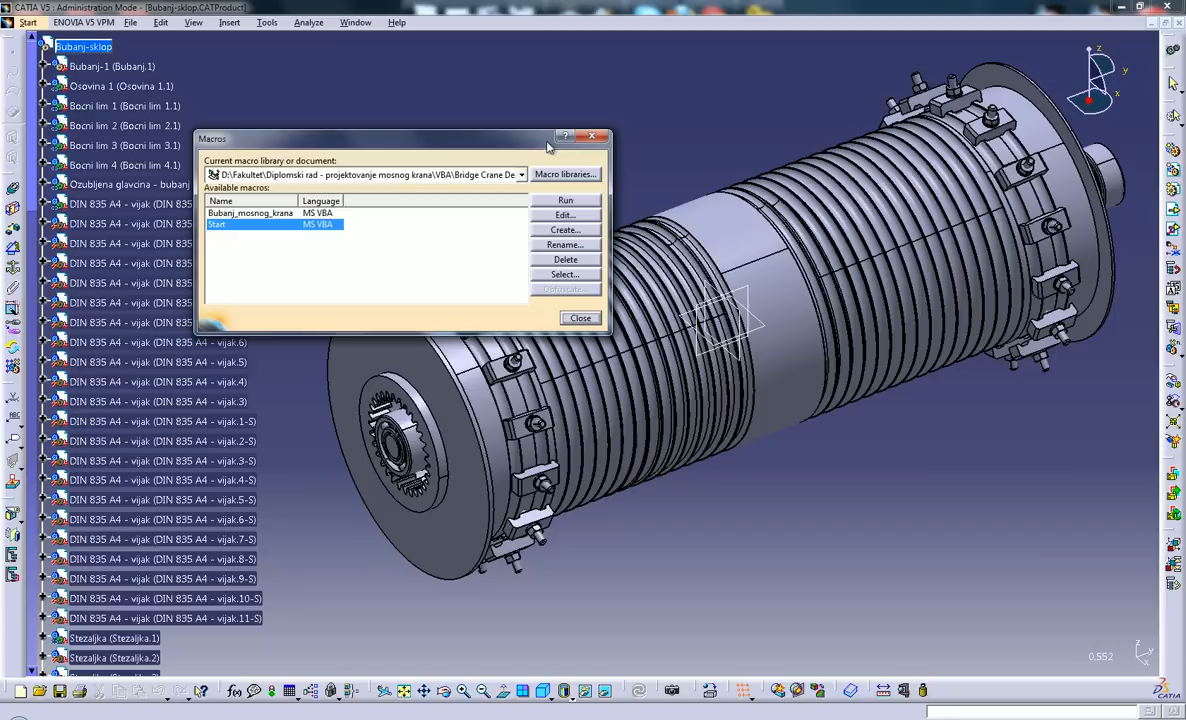 CATIA V5 : Administration Mode - [Bubanj-sklop.CATProduct]
Start ENOVIA V5 VPM File Edit View Insert Tools Analyze Window Help
Bubanj-sklop
Bubanj-1 (Bubanj.1)
Osovina 1 (Osovina 1.1)
Bocni lim 1 (Bocni lim 1.1)
Bocni lim 2 (Bocni lim 2.1)
Bocni lim 3 (Bocni lim 3.1)
Bocni lim 4 (Bocni lim 4.1)
Ozubljena glavcina - bubanj
DIN 835 A4 - vijak
DIN 835 A4 - vijak
DIN 835 A4 - vijak
DIN 835 A4 - vijak
DIN 835 A4 - vijak
DIN 835 A4 - vijak
DIN 835 A4 - vijak
DIN 835 A4 - vijak (DIN 835 A4 - vijak.6)
DIN 835 A4 - vijak (DIN 835 A4 - vijak.5)
DIN 835 A4 - vijak (DIN 835 A4 - vijak.4)
DIN 835 A4 - vijak (DIN 835 A4 - vijak.3)
DIN 835 A4 - vijak (DIN 835 A4 - vijak.1-S)
DIN 835 A4 - vijak (DIN 835 A4 - vijak.2-S)
DIN 835 A4 - vijak (DIN 835 A4 - vijak.3-S)
DIN 835 A4 - vijak (DIN 835 A4 - vijak.4-S)
DIN 835 A4 - vijak (DIN 835 A4 - vijak.5-S)
DIN 835 A4 - vijak (DIN 835 A4 - vijak.6-S)
DIN 835 A4 - vijak (DIN 835 A4 - vijak.7-S)
DIN 835 A4 - vijak (DIN 835 A4 - vijak.8-S)
DIN 835 A4 - vijak (DIN 835 A4 - vijak.9-S)
DIN 835 A4 - vijak (DIN 835 A4 - vijak.10-S)
DIN 835 A4 - vijak (DIN 835 A4 - vijak.11-S)
Stezaljka (Stezaljka.1)
Stezaljka (Stezaljka.2)
Macros
Current macro library or document:
D:\Fakultet\Diplomski rad - projektovanje mosnog krana\VBA\Bridge Crane De
Macro libraries...
Available macros:
Name Language
Bubanj_mosnog_krana MS VBA
Start MS VBA
Run
Edit...
Create...
Rename...
Delete
Select...
Obfuscate...
Close
z
y
x
0.552
z
y
x
CATIA